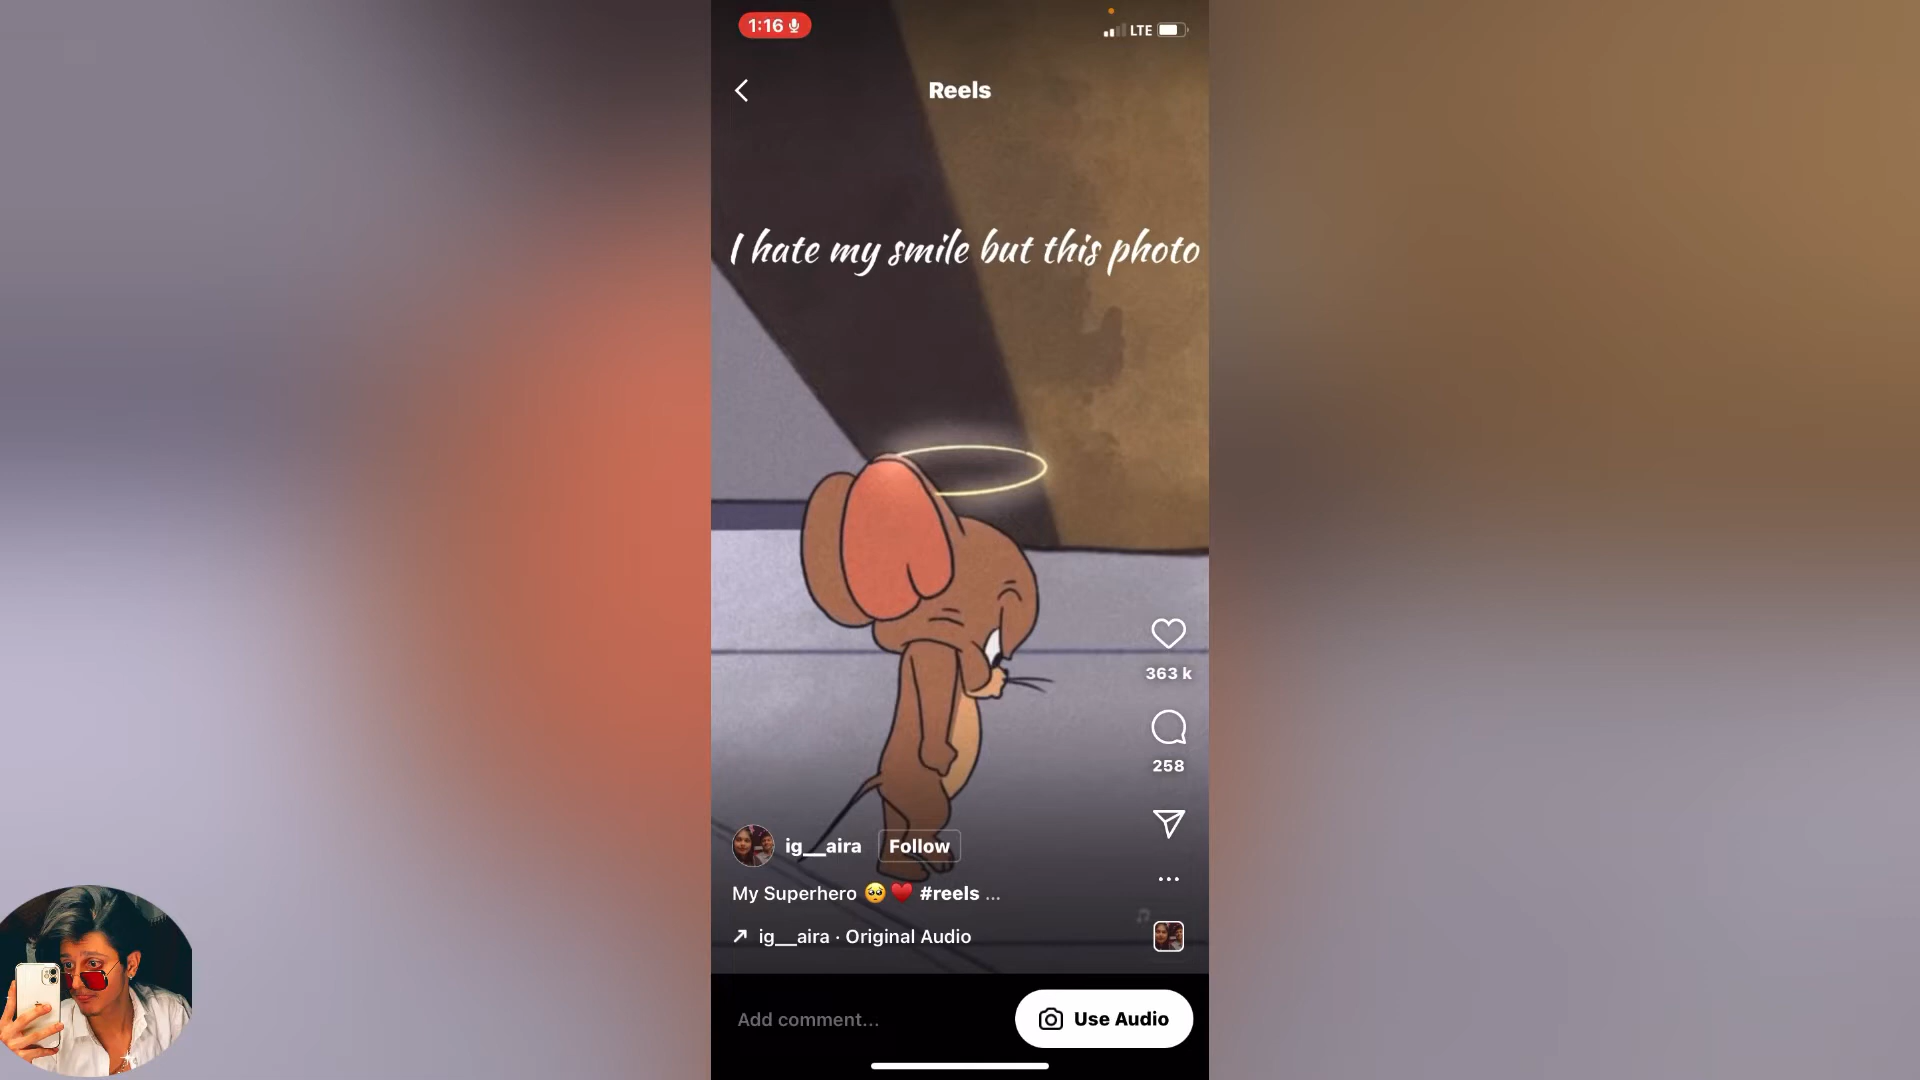 1:16
LTE
Reels
I hate my smile but this photo
363 k
258
ig__aira Follow
My Superhero 🥺♥️ #reels ...
ig__aira · Original Audio
Add comment...
Use Audio